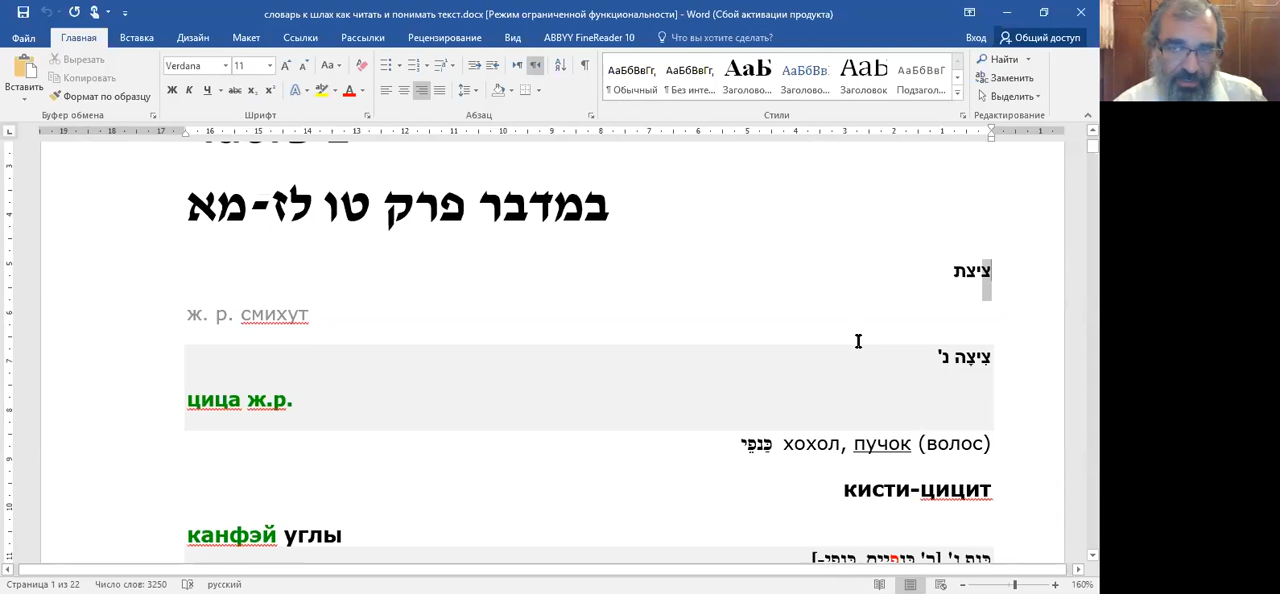 словарь к шлах как читать и понимать текст.docx [Режим ограниченной функциональности] - Word (Сбой активации продукта)
Файл Главная Вставка Дизайн Макет Ссылки Рассылки Рецензирование Вид ABBYY FineReader 10 Что вы хотите сделать? Вход Общий доступ
Вставить
Вырезать
Копировать
Формат по образцу
Буфер обмена
Verdana 11
Ж К Ч abc x₂ x²
Шрифт
Абзац
АаБбВвГг, АаБбВвГг, АаБ АаБбВв. АаБ АаБбВвГ
¶ Обычный ¶ Без инте... Заголово... Заголово... Заголовок Подзагол...
Стили
Найти
Заменить
Выделить
Редактирование
במדבר פרק טו לז-מא
ציצת
ж. р. смихут
צִיצָה נ'
цица ж.р.
כַּנפֵי хохол, пучок (волос)
кисти-цицит
канфэй углы
Страница 1 из 22 Число слов: 3250 русский 160%